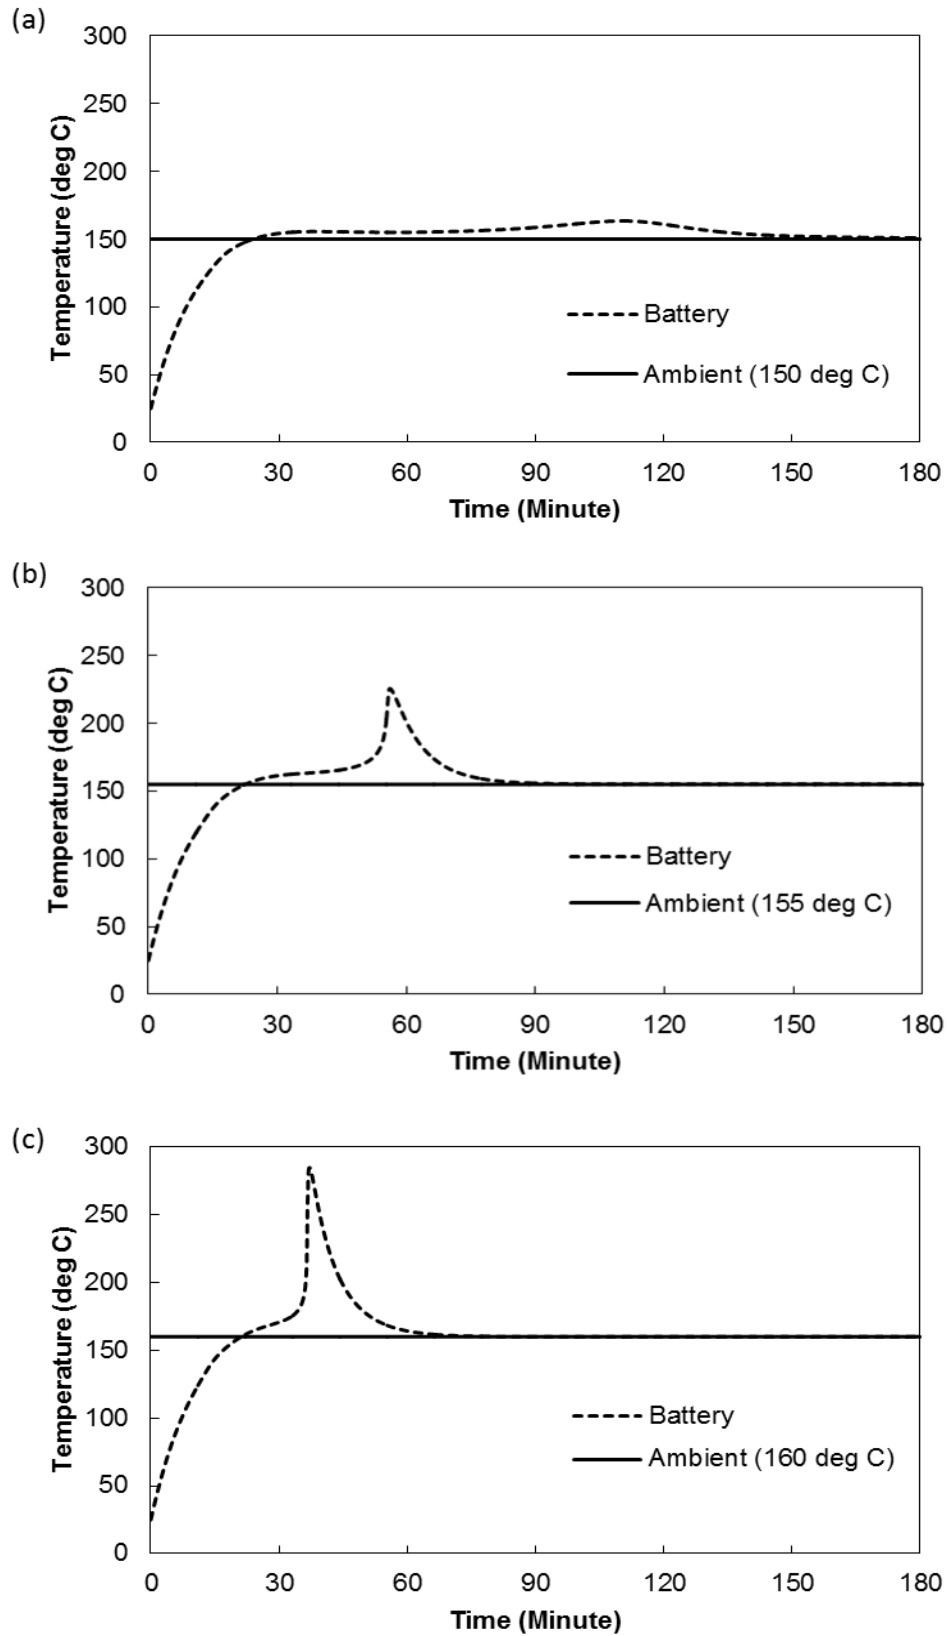 (a)
300
250
200
150
100
50
0
Temperature (deg C)
Battery
Ambient (150 deg C)
0 30 60 90 120 150 180
Time (Minute)
(b)
300
250
200
150
100
50
0
Temperature (deg C)
Battery
Ambient (155 deg C)
0 30 60 90 120 150 180
Time (Minute)
(c)
300
250
200
150
100
50
0
Temperature (deg C)
Battery
Ambient (160 deg C)
0 30 60 90 120 150 180
Time (Minute)